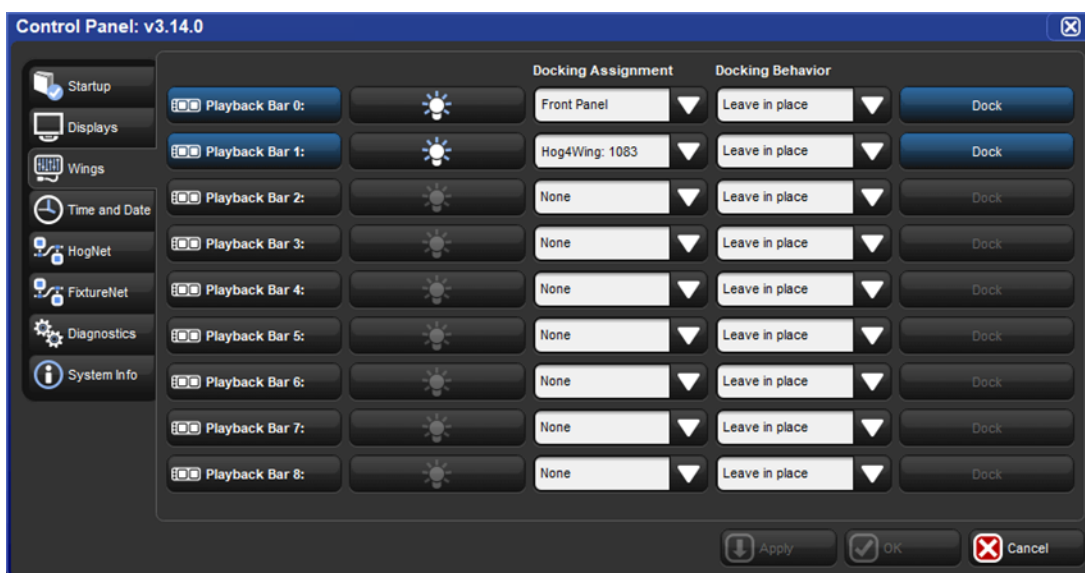 Control Panel: v3.14.0
Startup
Displays
Wings
Time and Date
HogNet
FixtureNet
Diagnostics
System Info
Docking Assignment Docking Behavior
Playback Bar 0: Front Panel Leave in place Dock
Playback Bar 1: Hog4Wing: 1083 Leave in place Dock
Playback Bar 2: None Leave in place Dock
Playback Bar 3: None Leave in place Dock
Playback Bar 4: None Leave in place Dock
Playback Bar 5: None Leave in place Dock
Playback Bar 6: None Leave in place Dock
Playback Bar 7: None Leave in place Dock
Playback Bar 8: None Leave in place Dock
Apply OK Cancel